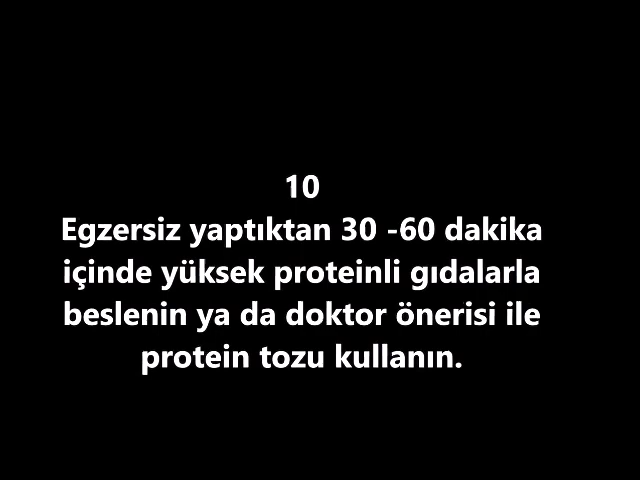 10
Egzersiz yaptıktan 30 -60 dakika
içinde yüksek proteinli gıdalarla
beslenin ya da doktor önerisi ile
protein tozu kullanın.